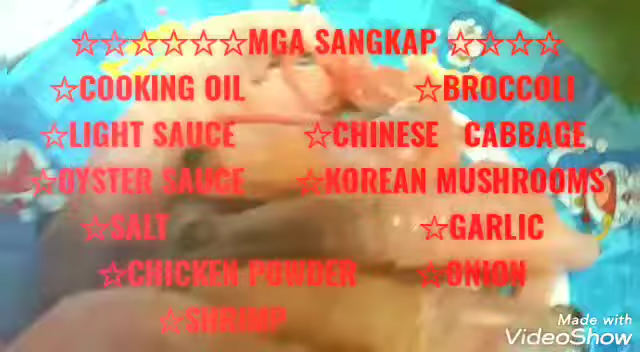 ☆☆☆☆☆☆MGA SANGKAP ☆☆☆☆
☆COOKING OIL ☆BROCCOLI
☆LIGHT SAUCE ☆CHINESE CABBAGE
☆OYSTER SAUCE ☆KOREAN MUSHROOMS
☆SALT ☆GARLIC
☆CHICKEN POWDER ☆ONION
☆SHRIMP
Made with
VideoShow